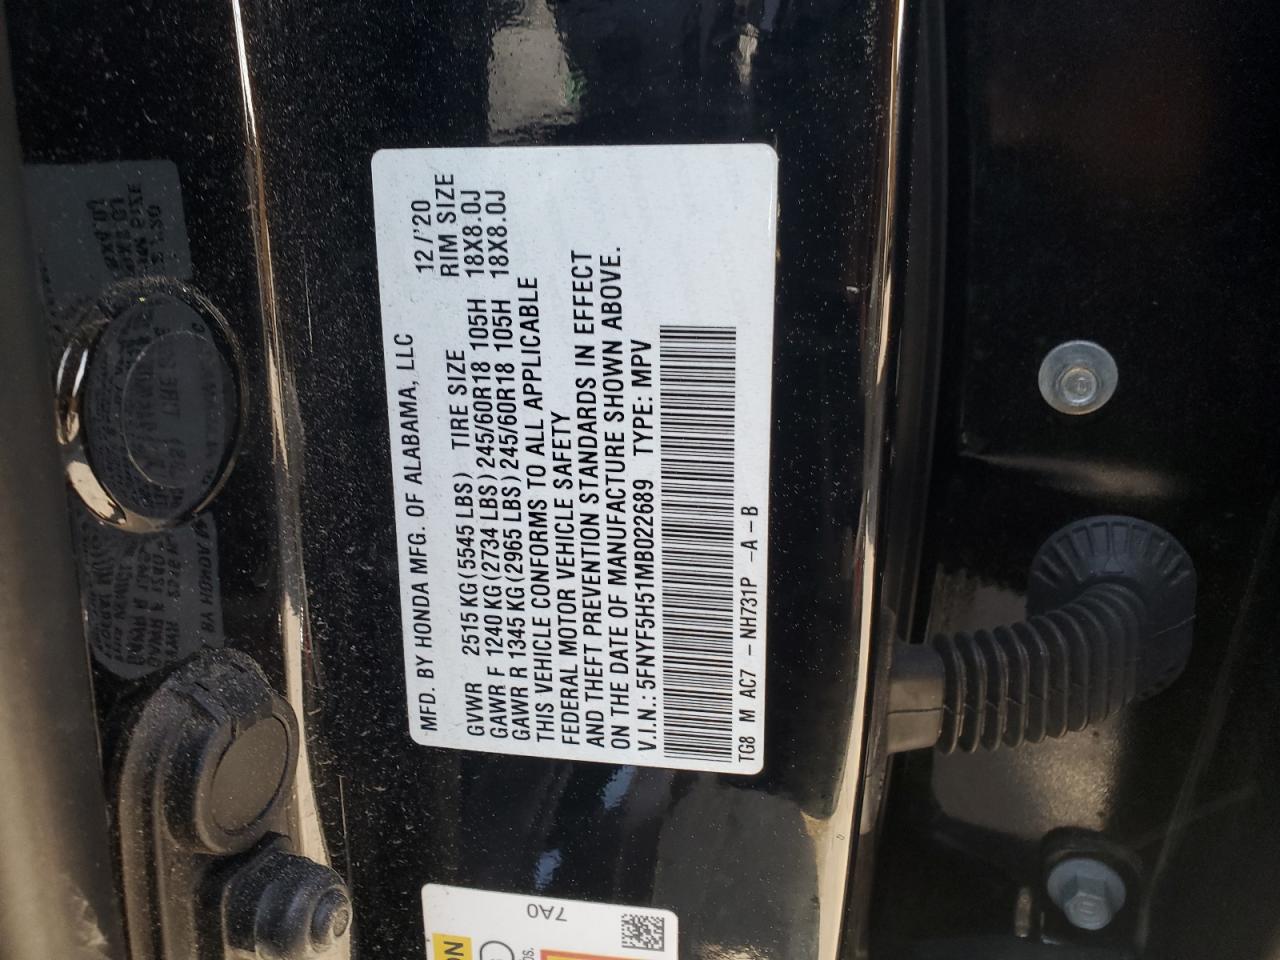 MFD. BY HONDA MFG. OF ALABAMA, LLC 12/'20
GVWR 2515 KG(5545 LBS) TIRE SIZE RIM SIZE
GAWR F 1240 KG(2734 LBS) 245/60R18 105H 18X8.0J
GAWR R 1345 KG(2965 LBS) 245/60R18 105H 18X8.0J
THIS VEHICLE CONFORMS TO ALL APPLICABLE
FEDERAL MOTOR VEHICLE SAFETY
AND THEFT PREVENTION STANDARDS IN EFFECT
ON THE DATE OF MANUFACTURE SHOWN ABOVE.
V.I.N.: 5FNYF5H51MB022689 TYPE: MPV
TG8 M AC7 -NH731P -A-B
7A0